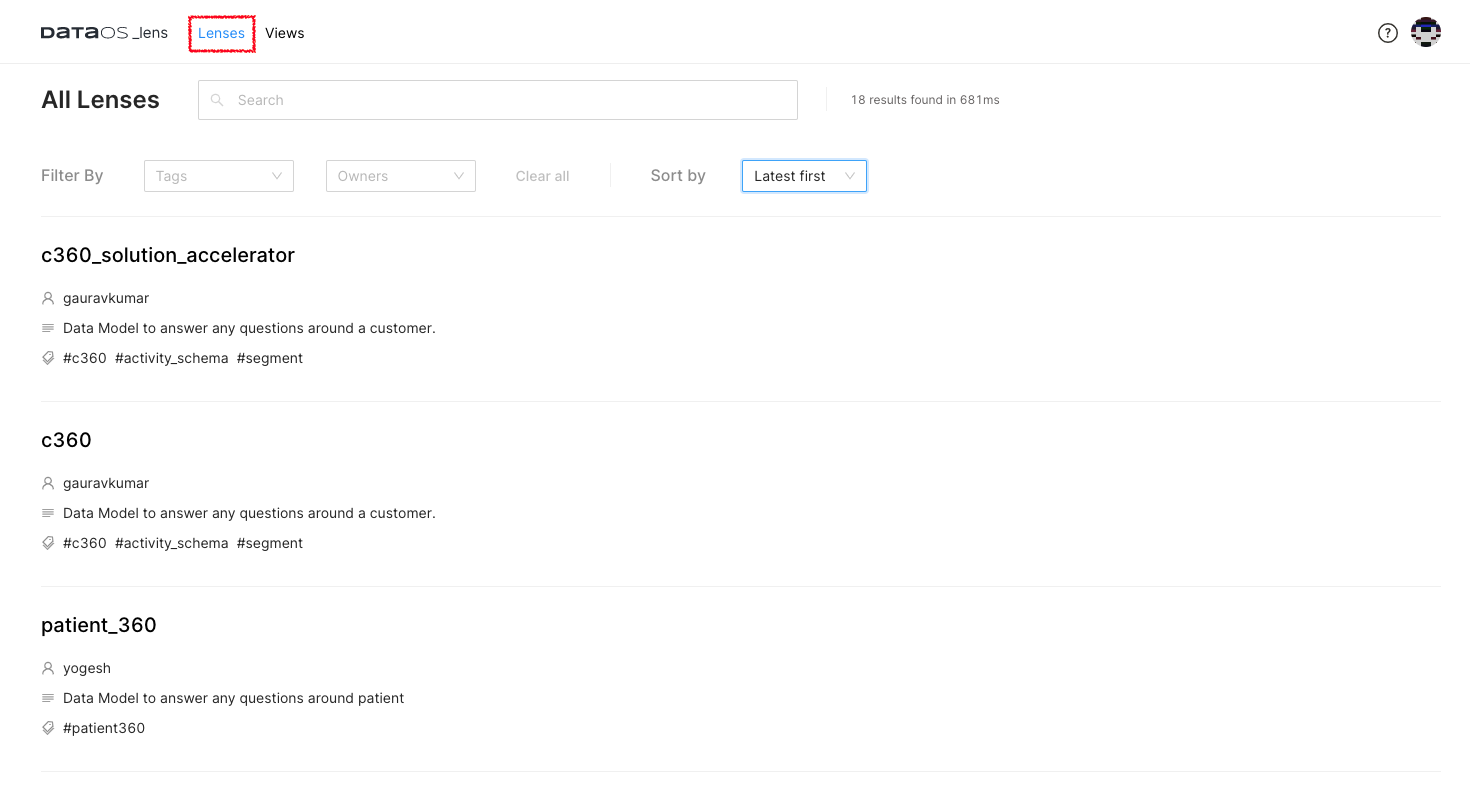 DATAOS_lens Lenses Views
All Lenses Search 18 results found in 681ms
Filter By Tags Owners Clear all Sort by Latest first
c360_solution_accelerator
gauravkumar
Data Model to answer any questions around a customer.
#c360 #activity_schema #segment
c360
gauravkumar
Data Model to answer any questions around a customer.
#c360 #activity_schema #segment
patient_360
yogesh
Data Model to answer any questions around patient
#patient360